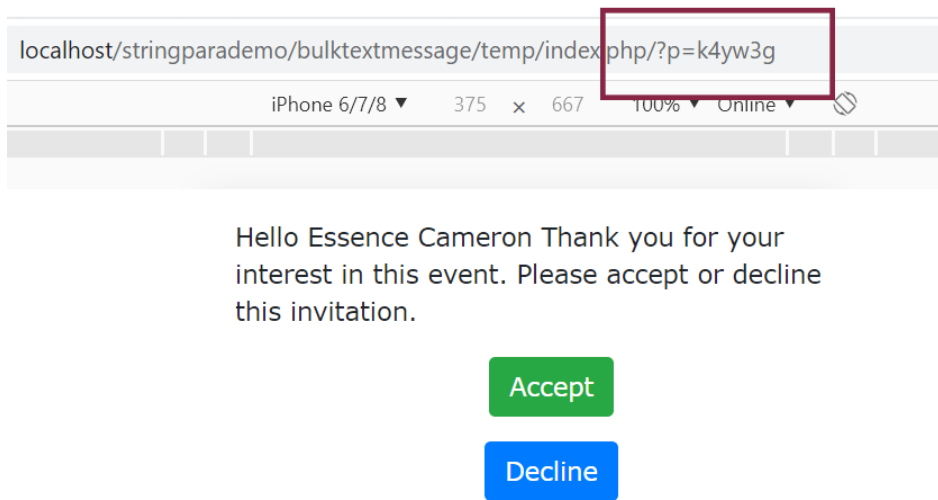 localhost/stringparademo/bulktextmessage/temp/index.php/?p=k4yw3g
iPhone 6/7/8 ▼ 375 × 667 100% ▼ Online ▼
Hello Essence Cameron Thank you for your
interest in this event. Please accept or decline
this invitation.
Accept
Decline